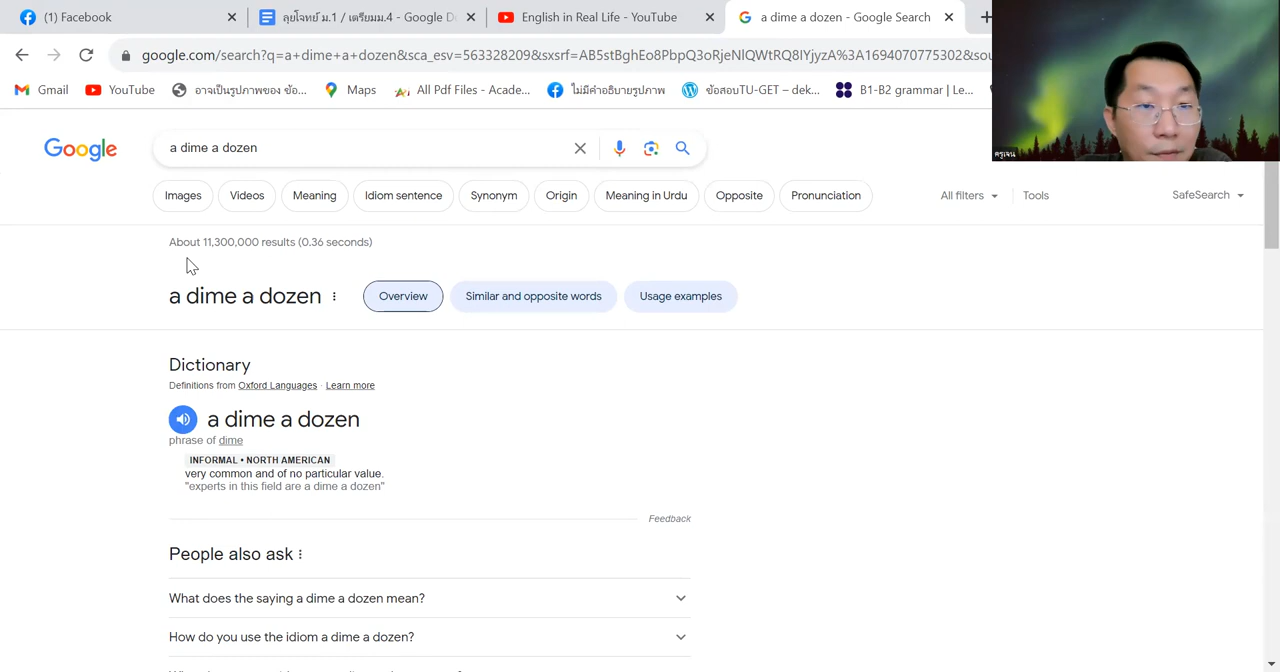 (1) Facebook
ลุยโจทย์ ม.1 / เตรียมม.4 - Google D
English in Real Life - YouTube
a dime a dozen - Google Search
google.com/search?q=a+dime+a+dozen&sca_esv=563328209&sxsrf=AB5stBghEo8PbpQ3oRjeNlQWtRQ8IYjyzA%3A1694070775302&sou
Gmail
YouTube
อาจเป็นรูปภาพของ ข้อ...
Maps
All Pdf Files - Acade...
ไม่มีคำอธิบายรูปภาพ
ข้อสอบTU-GET – dek...
B1-B2 grammar | Le...
ครูเจน
Google
a dime a dozen
Images
Videos
Meaning
Idiom sentence
Synonym
Origin
Meaning in Urdu
Opposite
Pronunciation
All filters
Tools
SafeSearch
About 11,300,000 results (0.36 seconds)
a dime a dozen
Overview
Similar and opposite words
Usage examples
Dictionary
Definitions from Oxford Languages · Learn more
a dime a dozen
phrase of dime
INFORMAL • NORTH AMERICAN
very common and of no particular value.
"experts in this field are a dime a dozen"
Feedback
People also ask
What does the saying a dime a dozen mean?
How do you use the idiom a dime a dozen?